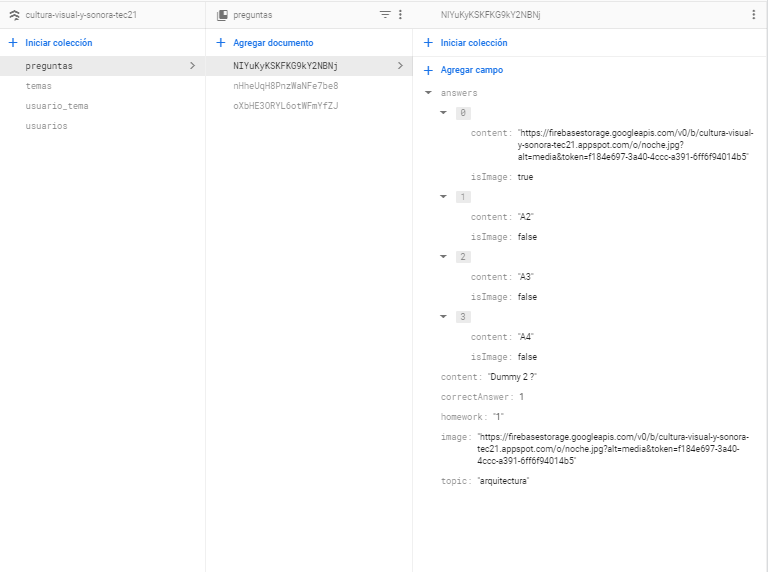 cultura-visual-y-sonora-tec21
preguntas
NIYuKyKSKFKG9kY2NBNj
+ Iniciar colección
+ Agregar documento
+ Iniciar colección
preguntas
temas
usuario_tema
usuarios
NIYuKyKSKFKG9kY2NBNj
nHheUqH8PnzWaNFe7be8
oXbHE3ORYL6otWFmYfZJ
+ Agregar campo
answers
0
content: "https://firebasestorage.googleapis.com/v0/b/cultura-visual-
y-sonora-tec21.appspot.com/o/noche.jpg?
alt=media&token=f184e697-3a40-4ccc-a391-6ff6f94014b5"
isImage: true
1
content: "A2"
isImage: false
2
content: "A3"
isImage: false
3
content: "A4"
isImage: false
content: "Dummy 2 ?"
correctAnswer: 1
homework: "1"
image: "https://firebasestorage.googleapis.com/v0/b/cultura-visual-y-sonora-
tec21.appspot.com/o/noche.jpg?alt=media&token=f184e697-3a40-
4ccc-a391-6ff6f94014b5"
topic: "arquitectura"